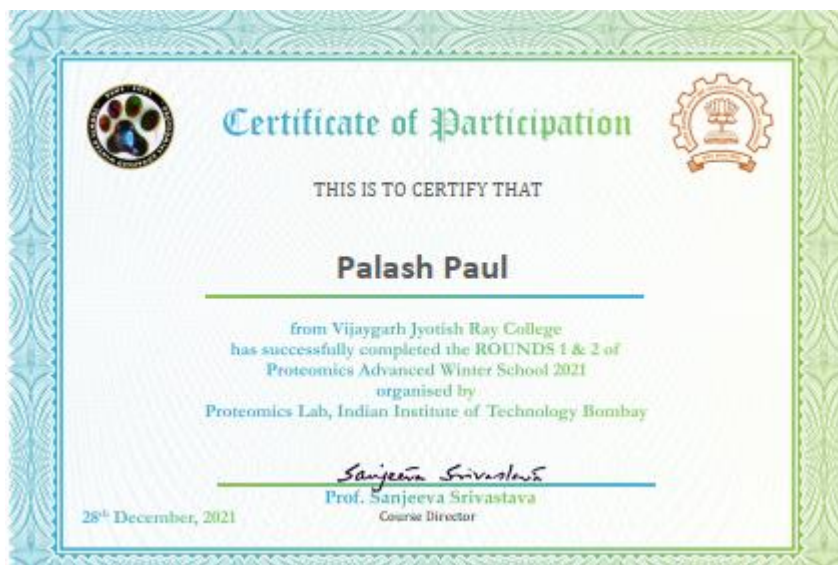 Certificate of Participation
THIS IS TO CERTIFY THAT
Palash Paul
from Vijaygarh Jyotish Ray College
has successfully completed the ROUNDS 1 & 2 of
Proteomics Advanced Winter School 2021
organised by
Proteomics Lab, Indian Institute of Technology Bombay
Sanjeeva Srivastava
Prof. Sanjeeva Srivastava
28th December, 2021
Course Director